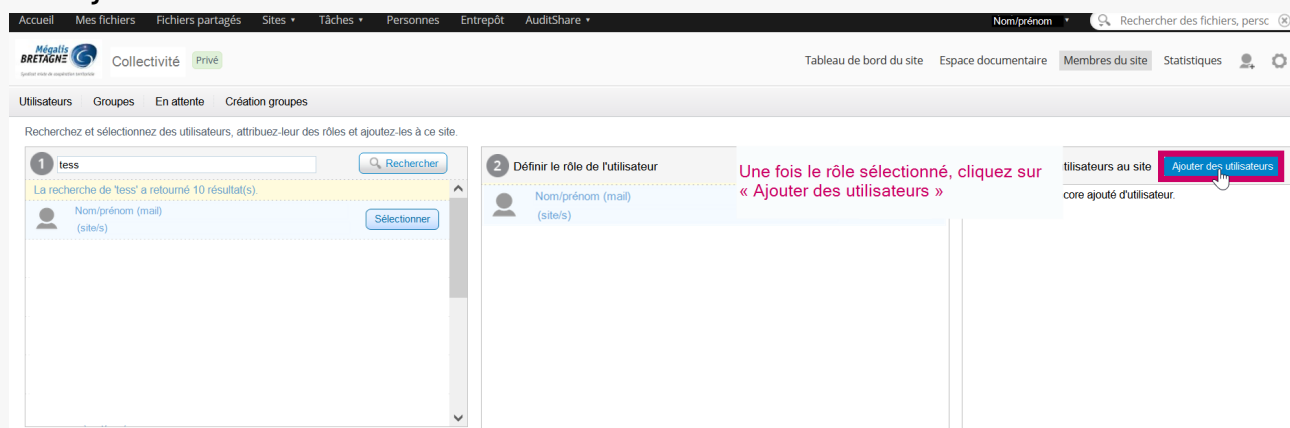 Accueil Mes fichiers Fichiers partagés Sites Tâches Personnes Entrepôt AuditShare Nom/prénom Rechercher des fichiers, persc
Mégalis
BRETAGNE
Collectivité Privé Tableau de bord du site Espace documentaire Membres du site Statistiques
Utilisateurs Groupes En attente Création groupes
Recherchez et sélectionnez des utilisateurs, attribuez-leur des rôles et ajoutez-les à ce site.
1 tess Rechercher
La recherche de 'tess' a retourné 10 résultat(s).
Nom/prénom (mail)
(site/s)
Sélectionner
2 Définir le rôle de l'utilisateur
Nom/prénom (mail)
(site/s)
Une fois le rôle sélectionné, cliquez sur
« Ajouter des utilisateurs »
tilisateurs au site Ajouter des utilisateurs
core ajouté d'utilisateur.